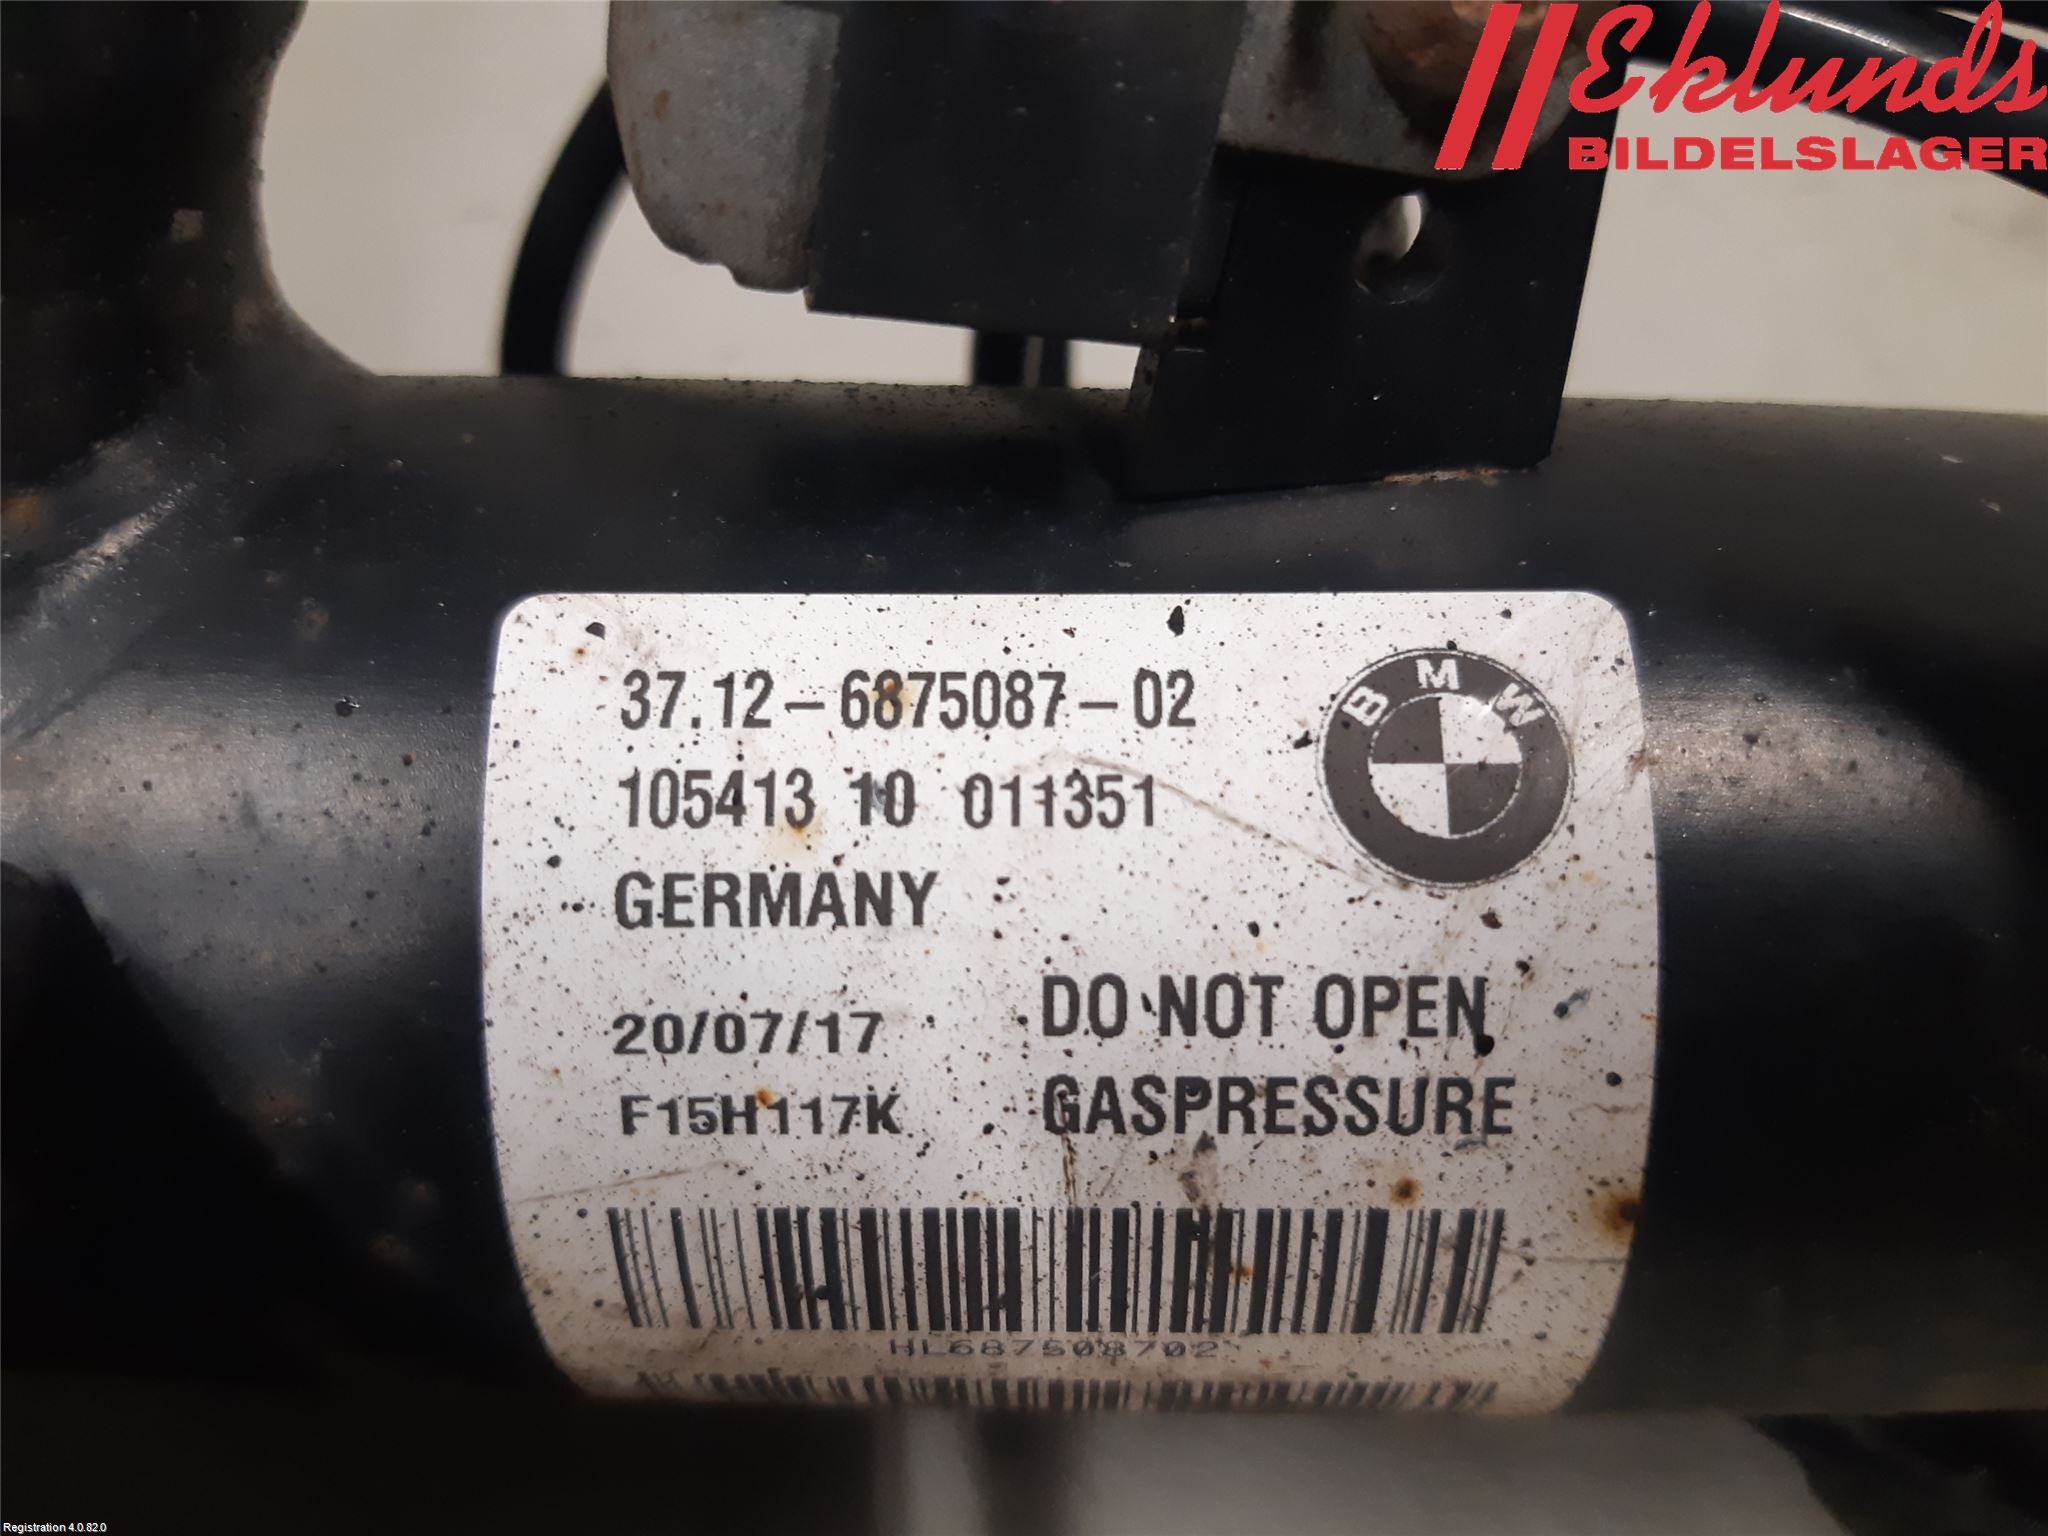 Eklunds
BILDELSLAGER
37.12-6875087-02
BMW
105413 10 011351
GERMANY
20/07/17
DO NOT OPEN
F15H117K
GASPRESSURE
HL687508702
Registration 4.0.82.0